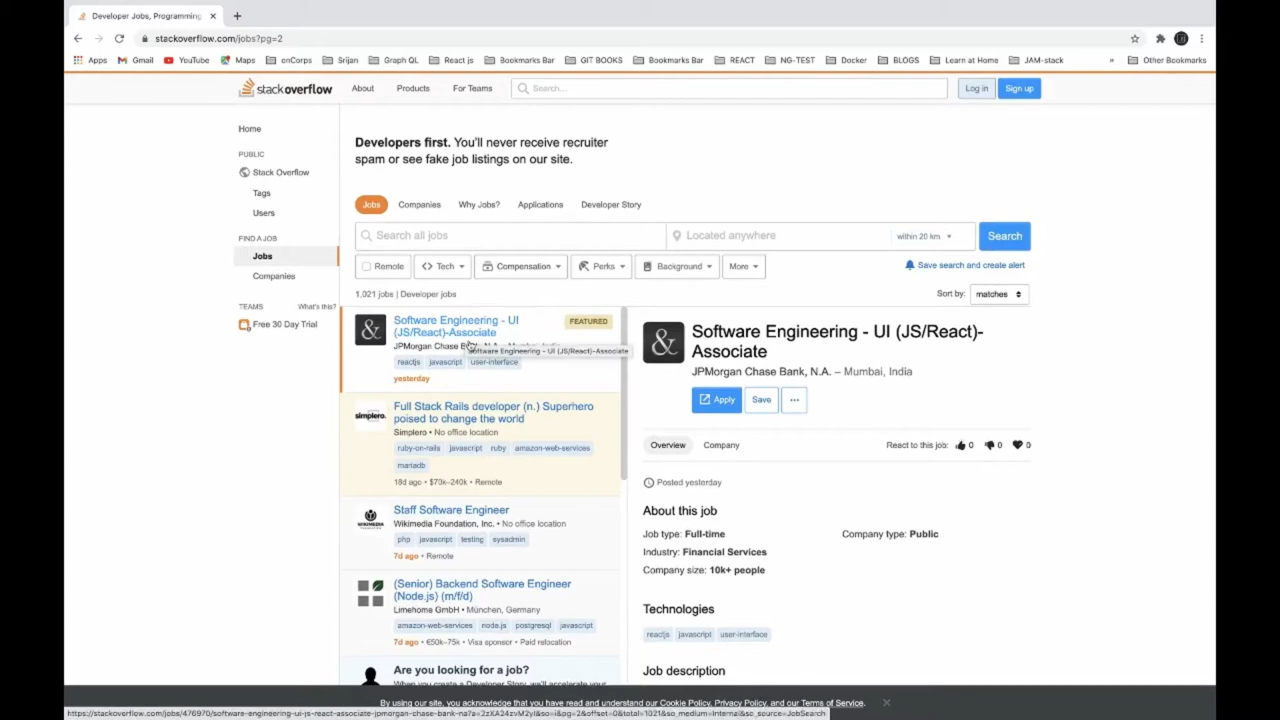 Developer Jobs, Programming
stackoverflow.com/jobs?pg=2
Apps Gmail YouTube Maps onCorps Srijan Graph QL React js Bookmarks Bar GIT BOOKS Bookmarks Bar REACT NG-TEST Docker BLOGS Learn at Home JAM-stack » Other Bookmarks
stackoverflow About Products For Teams Search... Log in Sign up
Home
PUBLIC
Stack Overflow
Tags
Users
FIND A JOB
Jobs
Companies
TEAMS What's this?
Free 30 Day Trial
Developers first. You'll never receive recruiter
spam or see fake job listings on our site.
Jobs Companies Why Jobs? Applications Developer Story
Search all jobs Located anywhere within 20 km Search
Remote Tech Compensation Perks Background More
Save search and create alert
1,021 jobs | Developer jobs
Sort by: matches
Software Engineering - UI
(JS/React)-Associate
FEATURED
JPMorgan Chase
Software Engineering - UI (JS/React)-Associate
reactjs javascript user-interface
yesterday
simplero.
Full Stack Rails developer (n.) Superhero
poised to change the world
Simplero • No office location
ruby-on-rails javascript ruby amazon-web-services
mariadb
18d ago • $70k–240k • Remote
WIKIMEDIA
Staff Software Engineer
Wikimedia Foundation, Inc. • No office location
php javascript testing sysadmin
7d ago • Remote
(Senior) Backend Software Engineer
(Node.js) (m/f/d)
Limehome GmbH • München, Germany
amazon-web-services node.js postgresql javascript
7d ago • €50k–75k • Visa sponsor • Paid relocation
Are you looking for a job?
When you create a Developer Story, we'll accelerate your
&
Software Engineering - UI (JS/React)-
Associate
JPMorgan Chase Bank, N.A. – Mumbai, India
Apply Save ...
Overview Company React to this job: 0 0 0
Posted yesterday
About this job
Job type: Full-time Company type: Public
Industry: Financial Services
Company size: 10k+ people
Technologies
reactjs javascript user-interface
Job description
By using our site, you acknowledge that you have read and understand our Cookie Policy, Privacy Policy, and our Terms of Service.